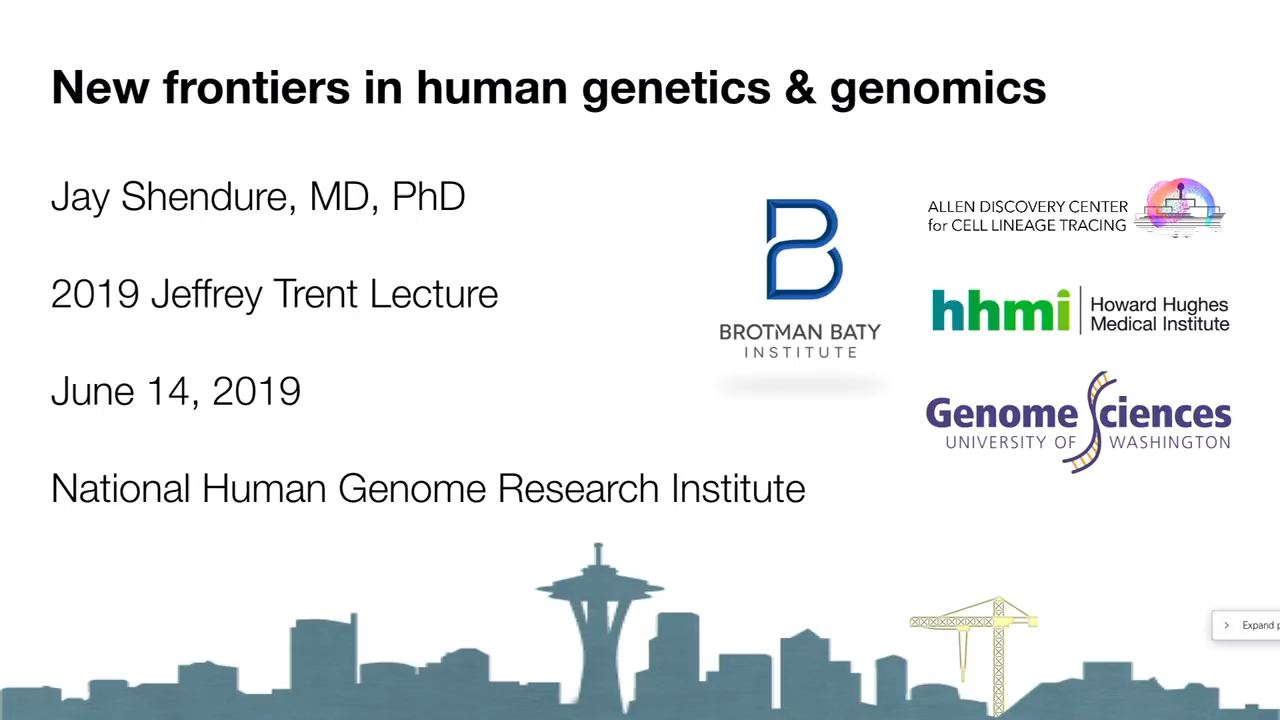 New frontiers in human genetics & genomics
Jay Shendure, MD, PhD
2019 Jeffrey Trent Lecture
June 14, 2019
National Human Genome Research Institute
BROTMAN BATY
INSTITUTE
ALLEN DISCOVERY CENTER
for CELL LINEAGE TRACING
hhmi
Howard Hughes
Medical Institute
Genome Sciences
UNIVERSITY OF WASHINGTON
Expand